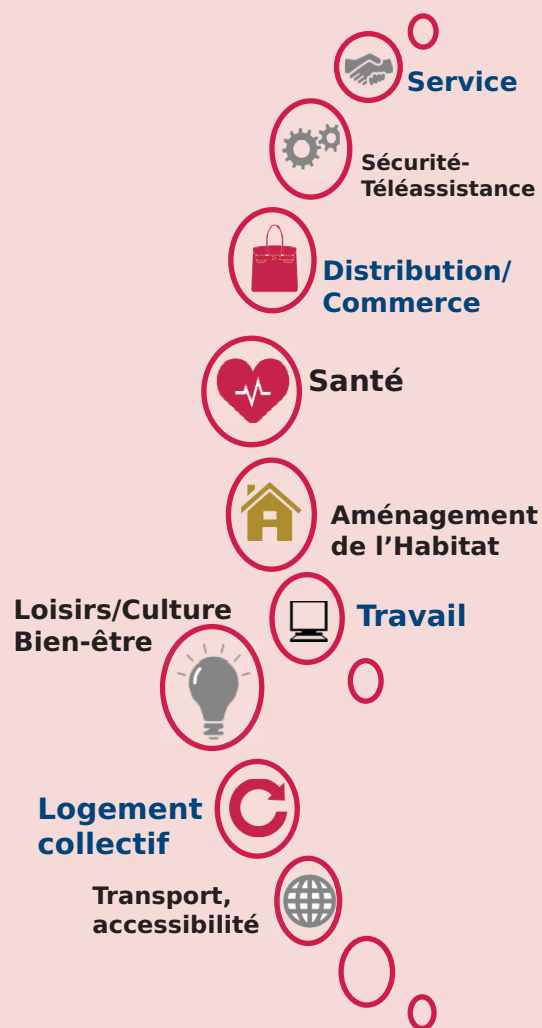 Service
Sécurité-
Téléassistance
Distribution/
Commerce
Santé
Aménagement
de l’Habitat
Travail
Loisirs/Culture
Bien-être
Logement
collectif
Transport,
accessibilité